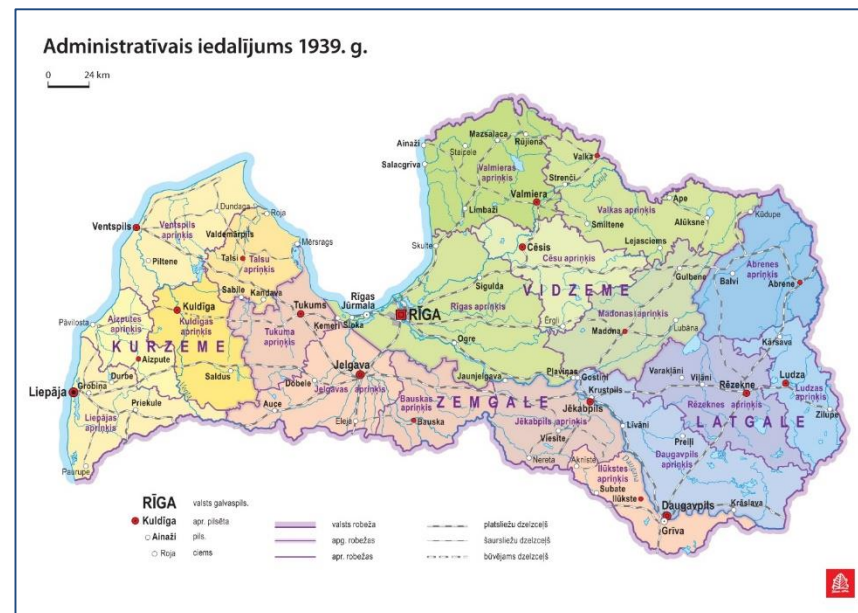 Administratīvais iedalījums 1939. g.
0 24 km
Ainaži
Mazsalaca
Rūjiena
Staicele
Salacgrīva
Valmieras apriņķis
Valka
Strenči
Valmiera
Limbaži
Ape
Valkas apriņķis
Smiltene
Alūksne
Kūdupe
Dundaga
Roja
Ventspils
Ventspils apriņķis
Valdemārpils
Talsi
Talsu apriņķis
Mērsrags
Piltene
Skulte
Cēsis
Cēsu apriņķis
Lejasciems
Gulbene
Balvi
Abrenes apriņķis
Abrene
Sabile
Kandava
Sigulda
VIDZEME
Pāvilosta
Kuldīga
Kuldīgas apriņķis
Tukums
Rīgas Jūrmala
Ķemeri
Sloka
RĪGA
Rīgas apriņķis
Ērgļi
Madonas apriņķis
Madona
Lubāna
Aizputes apriņķis
Aizpute
KURZEME
Tukuma apriņķis
Ogre
Kārsava
Durbe
Saldus
Jelgava
Dobele
Jelgavas apriņķis
Jaunjelgava
Pļaviņas
Gostiņi
Varakļāni
Viļāni
Rēzekne
Ludza
Liepāja
Grobiņa
Priekule
Liepājas apriņķis
Auce
Eleja
Bauskas apriņķis
Bauska
ZEMGALE
Krustpils
Jēkabpils
Jēkabpils apriņķis
Rēzeknes apriņķis
Ludzas apriņķis
Zilupe
LATGALE
Līvāni
Preiļi
Viesīte
Daugavpils apriņķis
Nereta
Akniste
Paurupe
Ilūkstes apriņķis
Subate
Ilūkste
Daugavpils
Grīva
Krāslava
RĪGA valsts galvaspils.
Kuldīga apr. pilsēta
Ainaži pils.
Roja ciems
valsts robeža
apg. robežas
apr. robežas
platsliežu dzelzceļš
šaursliežu dzelzceļš
būvējams dzelzceļš